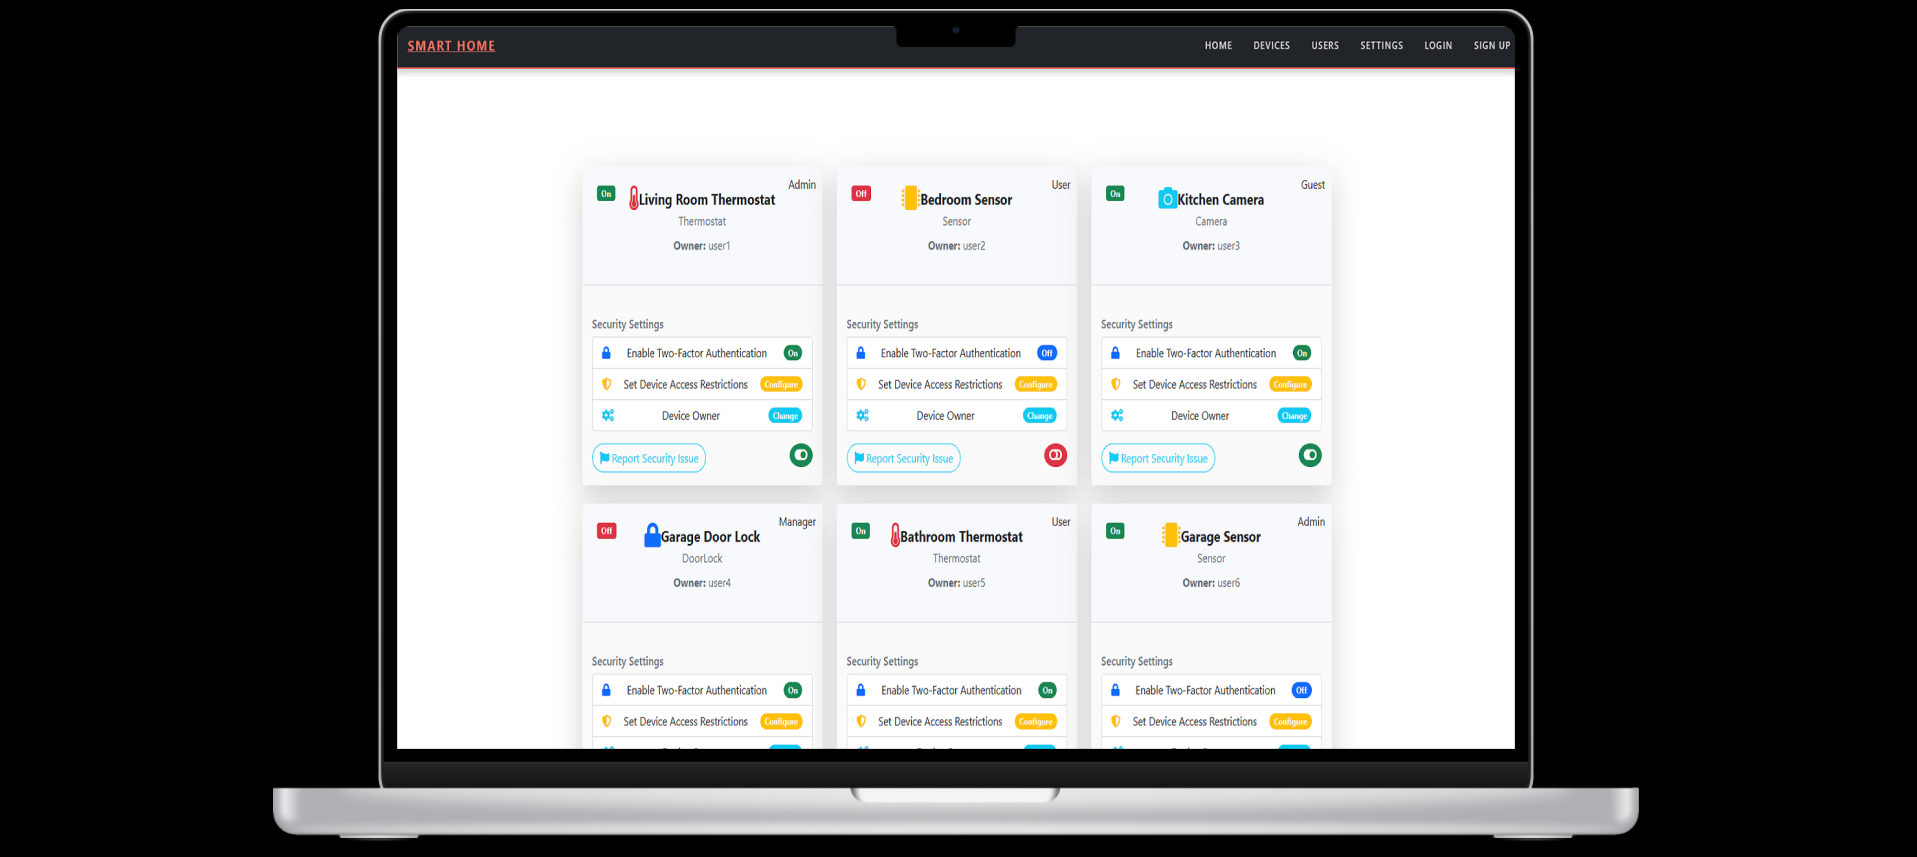 SMART HOME
HOME DEVICES USERS SETTINGS LOGIN SIGN UP
On Living Room Thermostat Admin
Thermostat
Owner: user1
Security Settings
Enable Two-Factor Authentication On
Set Device Access Restrictions Configure
Device Owner Change
Report Security Issue
Off Bedroom Sensor User
Sensor
Owner: user2
Security Settings
Enable Two-Factor Authentication Off
Set Device Access Restrictions Configure
Device Owner Change
Report Security Issue
On Kitchen Camera Guest
Camera
Owner: user3
Security Settings
Enable Two-Factor Authentication On
Set Device Access Restrictions Configure
Device Owner Change
Report Security Issue
Off Garage Door Lock Manager
DoorLock
Owner: user4
Security Settings
Enable Two-Factor Authentication On
Set Device Access Restrictions Configure
On Bathroom Thermostat User
Thermostat
Owner: user5
Security Settings
Enable Two-Factor Authentication On
Set Device Access Restrictions Configure
On Garage Sensor Admin
Sensor
Owner: user6
Security Settings
Enable Two-Factor Authentication Off
Set Device Access Restrictions Configure